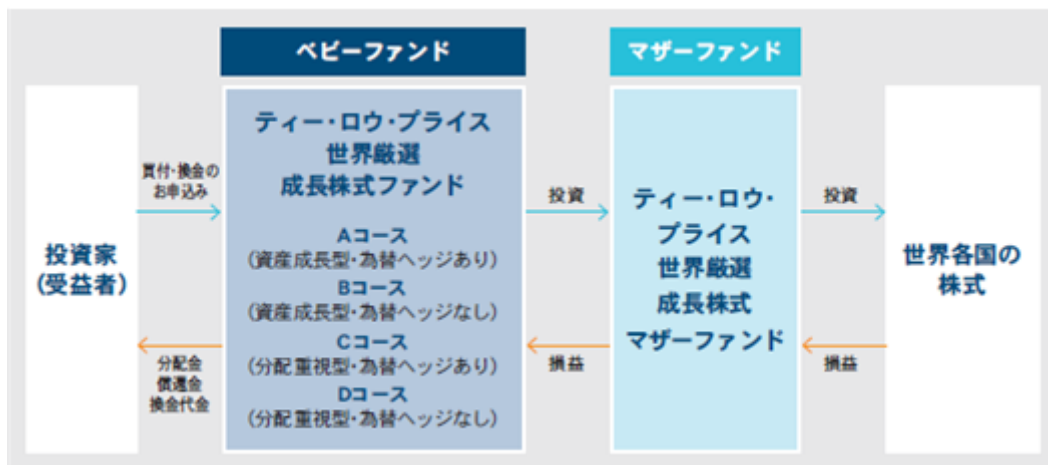 ベビーファンド
マザーファンド
投資家
(受益者)
買付・換金の
お申込み
分配金
償還金
換金代金
ティー・ロウ・プライス
世界厳選
成長株式ファンド
Aコース
(資産成長型・為替ヘッジあり)
Bコース
(資産成長型・為替ヘッジなし)
Cコース
(分配重視型・為替ヘッジあり)
Dコース
(分配重視型・為替ヘッジなし)
投資
損益
ティー・ロウ・
プライス
世界厳選
成長株式
マザーファンド
投資
損益
世界各国の
株式